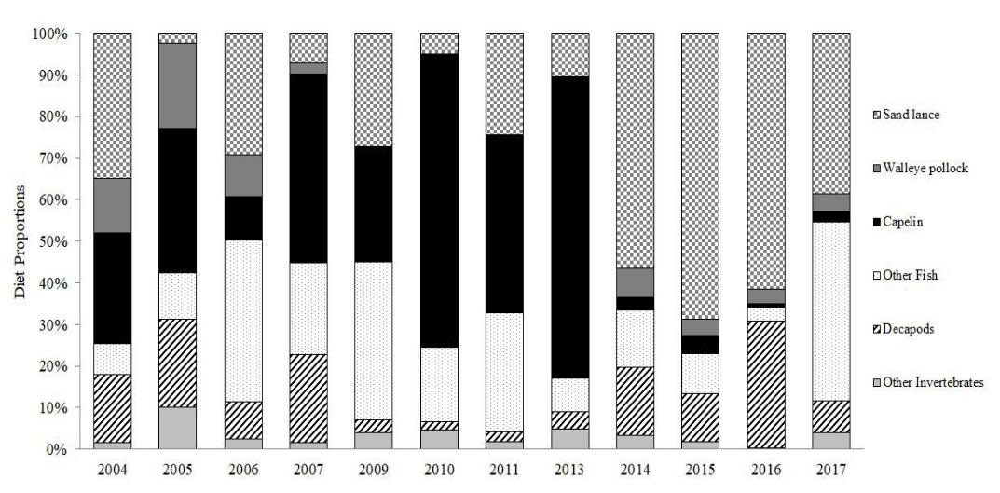 Diet Proportions
100%
90%
80%
70%
60%
50%
40%
30%
20%
10%
0%
2004 2005 2006 2007 2009 2010 2011 2013 2014 2015 2016 2017
Sand lance
Walleye pollock
Capelin
Other Fish
Decapods
Other Invertebrates